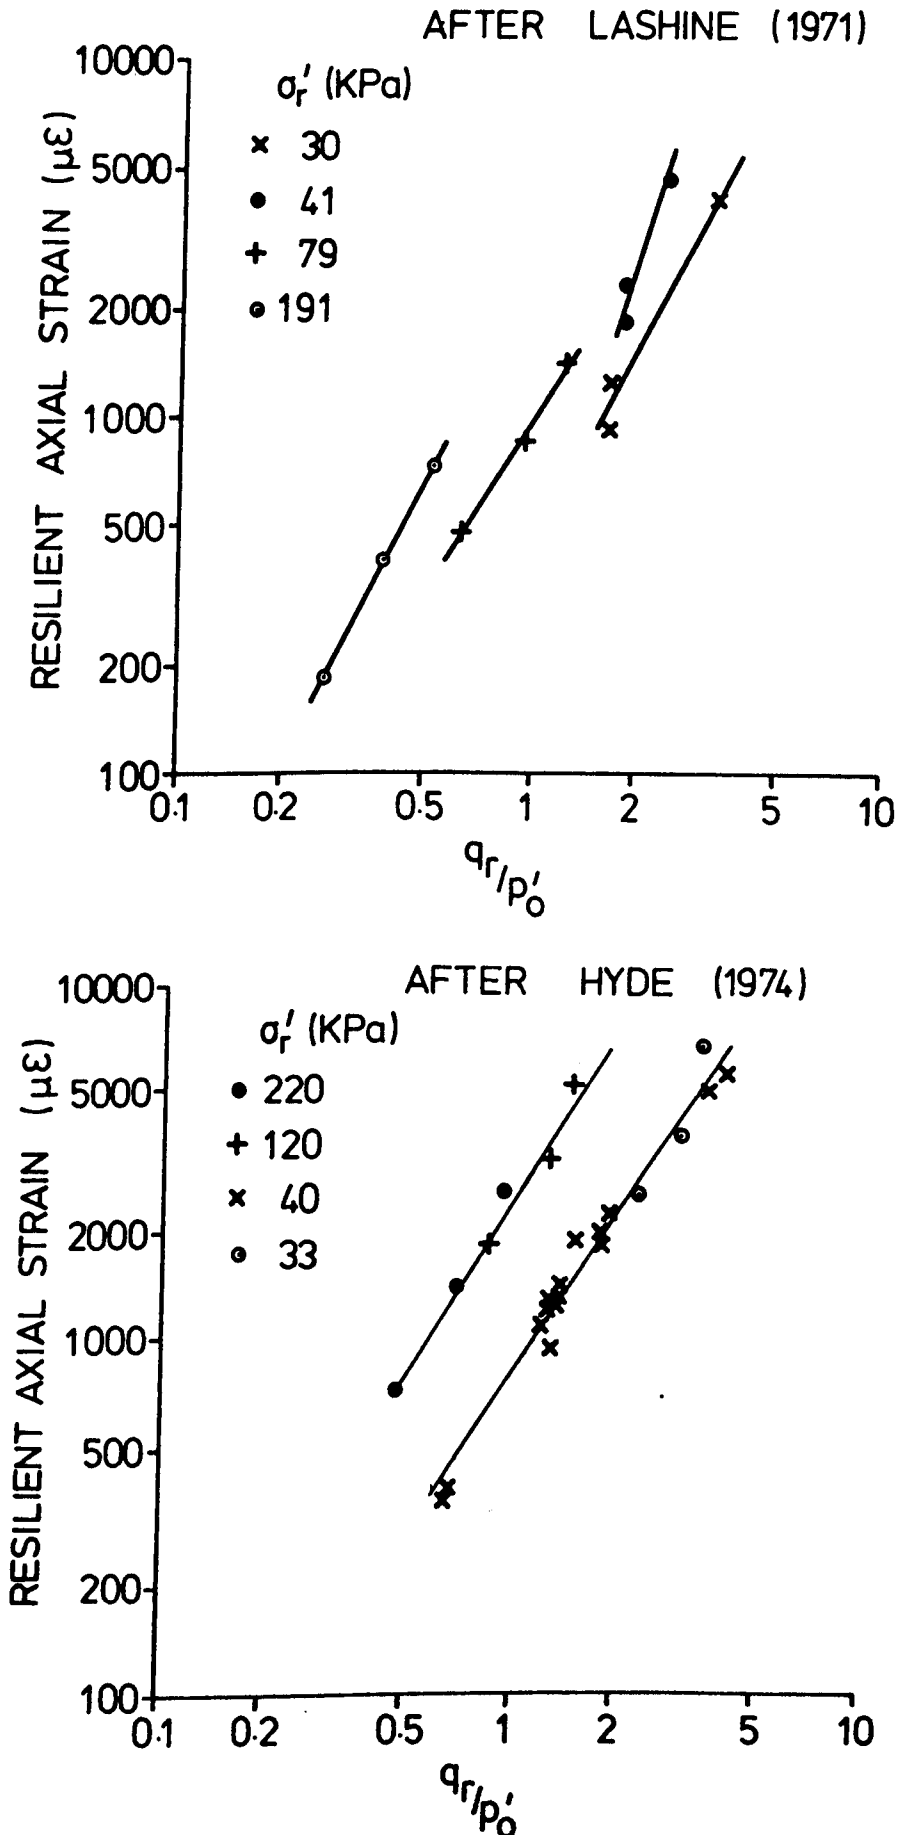 AFTER LASHINE (1971)
σr′ (KPa)
× 30
● 41
+ 79
⊙ 191
RESILIENT AXIAL STRAIN (με)
10000
5000
2000
1000
500
200
100
0·1 0·2 0·5 1 2 5 10
qr/p′o
AFTER HYDE (1974)
σr′ (KPa)
● 220
+ 120
× 40
⊙ 33
RESILIENT AXIAL STRAIN (με)
10000
5000
2000
1000
500
200
100
0·1 0·2 0·5 1 2 5 10
qr/p′o